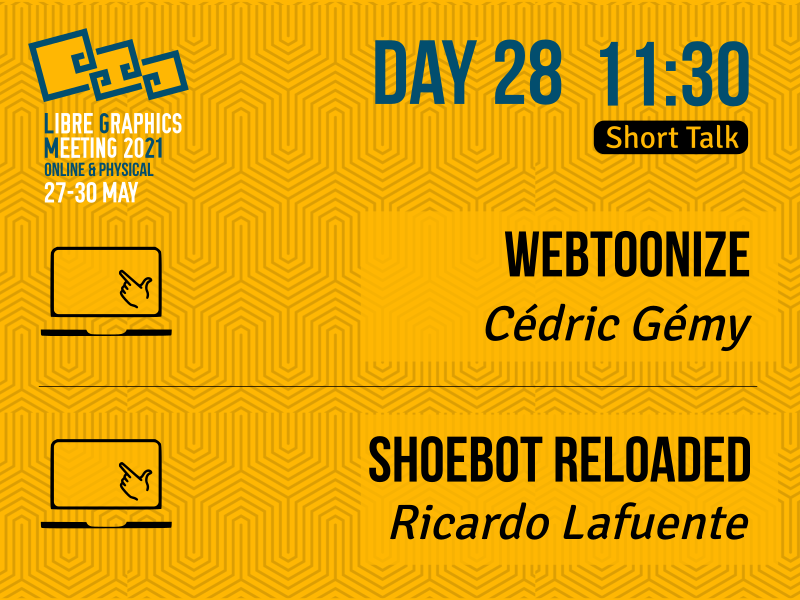 LIBRE GRAPHICS
MEETING 2021
ONLINE & PHYSICAL
27-30 MAY
DAY 28 11:30
Short Talk
WEBTOONIZE
Cédric Gémy
SHOEBOT RELOADED
Ricardo Lafuente